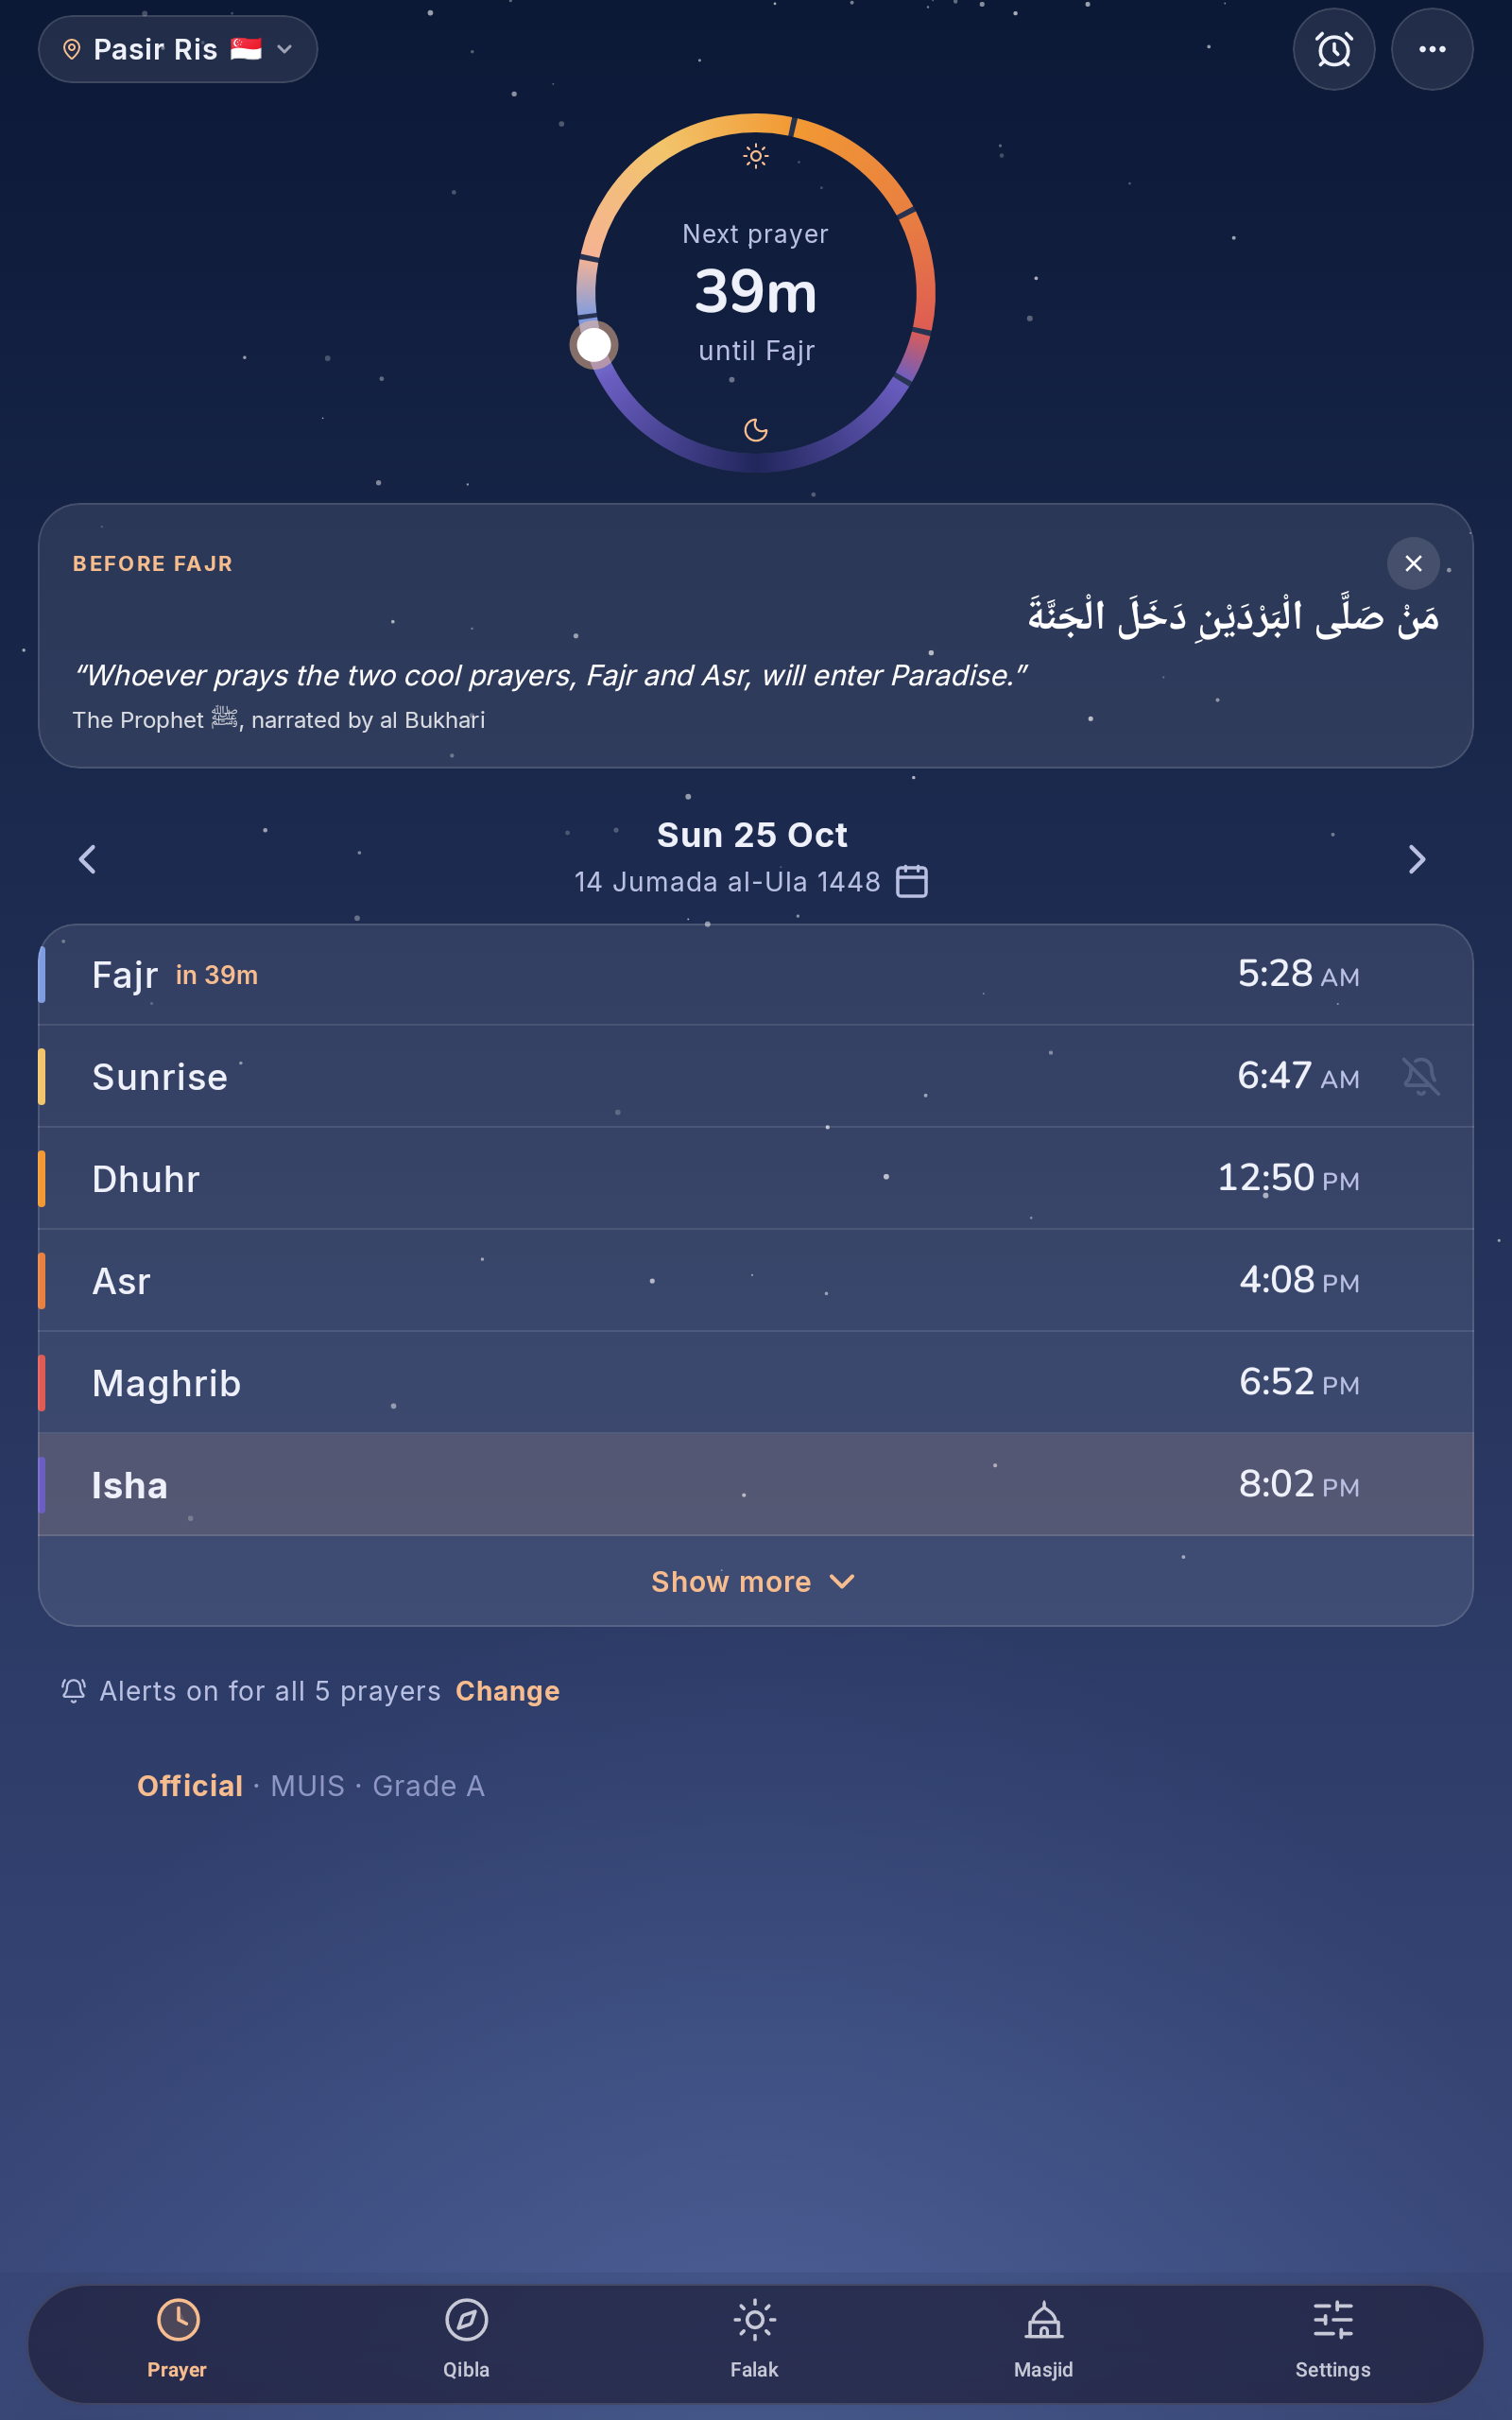 Pasir Ris 🇸🇬
Next prayer
39m
until Fajr
BEFORE FAJR
مَنْ صَلَّى الْبَرْدَيْنِ دَخَلَ الْجَنَّةَ
“Whoever prays the two cool prayers, Fajr and Asr, will enter Paradise.”
The Prophet ﷺ, narrated by al Bukhari
Sun 25 Oct
14 Jumada al-Ula 1448
Fajr in 39m 5:28 AM
Sunrise 6:47 AM
Dhuhr 12:50 PM
Asr 4:08 PM
Maghrib 6:52 PM
Isha 8:02 PM
Show more
Alerts on for all 5 prayers Change
Official · MUIS · Grade A
Prayer Qibla Falak Masjid Settings